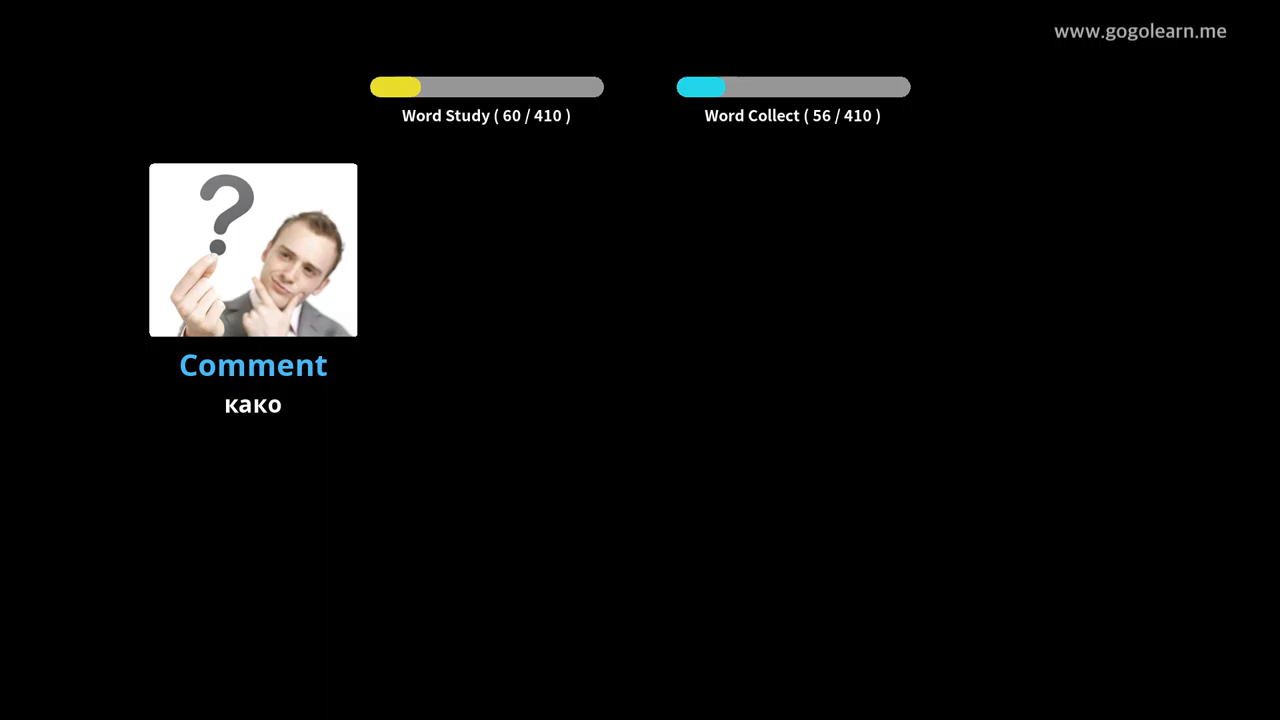 www.gogolearn.me
Word Study ( 60 / 410 )
Word Collect ( 56 / 410 )
?
Comment
како